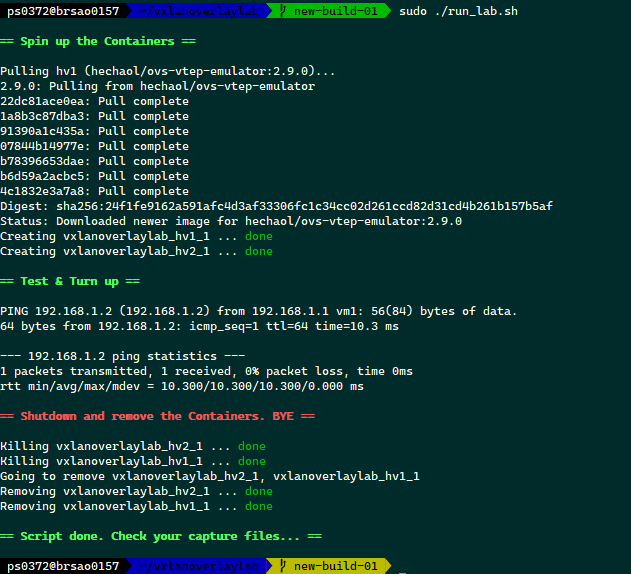 ps0372@brsao0157 ~/vxlanoverlaylab new-build-01 sudo ./run_lab.sh
== Spin up the Containers ==
Pulling hv1 (hechaol/ovs-vtep-emulator:2.9.0)...
2.9.0: Pulling from hechaol/ovs-vtep-emulator
22dc81ace0ea: Pull complete
1a8b3c87dba3: Pull complete
91390a1c435a: Pull complete
07844b14977e: Pull complete
b78396653dae: Pull complete
b6d59a2acbc5: Pull complete
4c1832e3a7a8: Pull complete
Digest: sha256:24f1fe9162a591afc4d3af33306fc1c34cc02d261ccd82d31cd4b261b157b5af
Status: Downloaded newer image for hechaol/ovs-vtep-emulator:2.9.0
Creating vxlanoverlaylab_hv1_1 ... done
Creating vxlanoverlaylab_hv2_1 ... done
== Test & Turn up ==
PING 192.168.1.2 (192.168.1.2) from 192.168.1.1 vm1: 56(84) bytes of data.
64 bytes from 192.168.1.2: icmp_seq=1 ttl=64 time=10.3 ms
--- 192.168.1.2 ping statistics ---
1 packets transmitted, 1 received, 0% packet loss, time 0ms
rtt min/avg/max/mdev = 10.300/10.300/10.300/0.000 ms
== Shutdown and remove the Containers. BYE ==
Killing vxlanoverlaylab_hv2_1 ... done
Killing vxlanoverlaylab_hv1_1 ... done
Going to remove vxlanoverlaylab_hv2_1, vxlanoverlaylab_hv1_1
Removing vxlanoverlaylab_hv2_1 ... done
Removing vxlanoverlaylab_hv1_1 ... done
== Script done. Check your capture files... ==
ps0372@brsao0157 ~/vxlanoverlaylab new-build-01